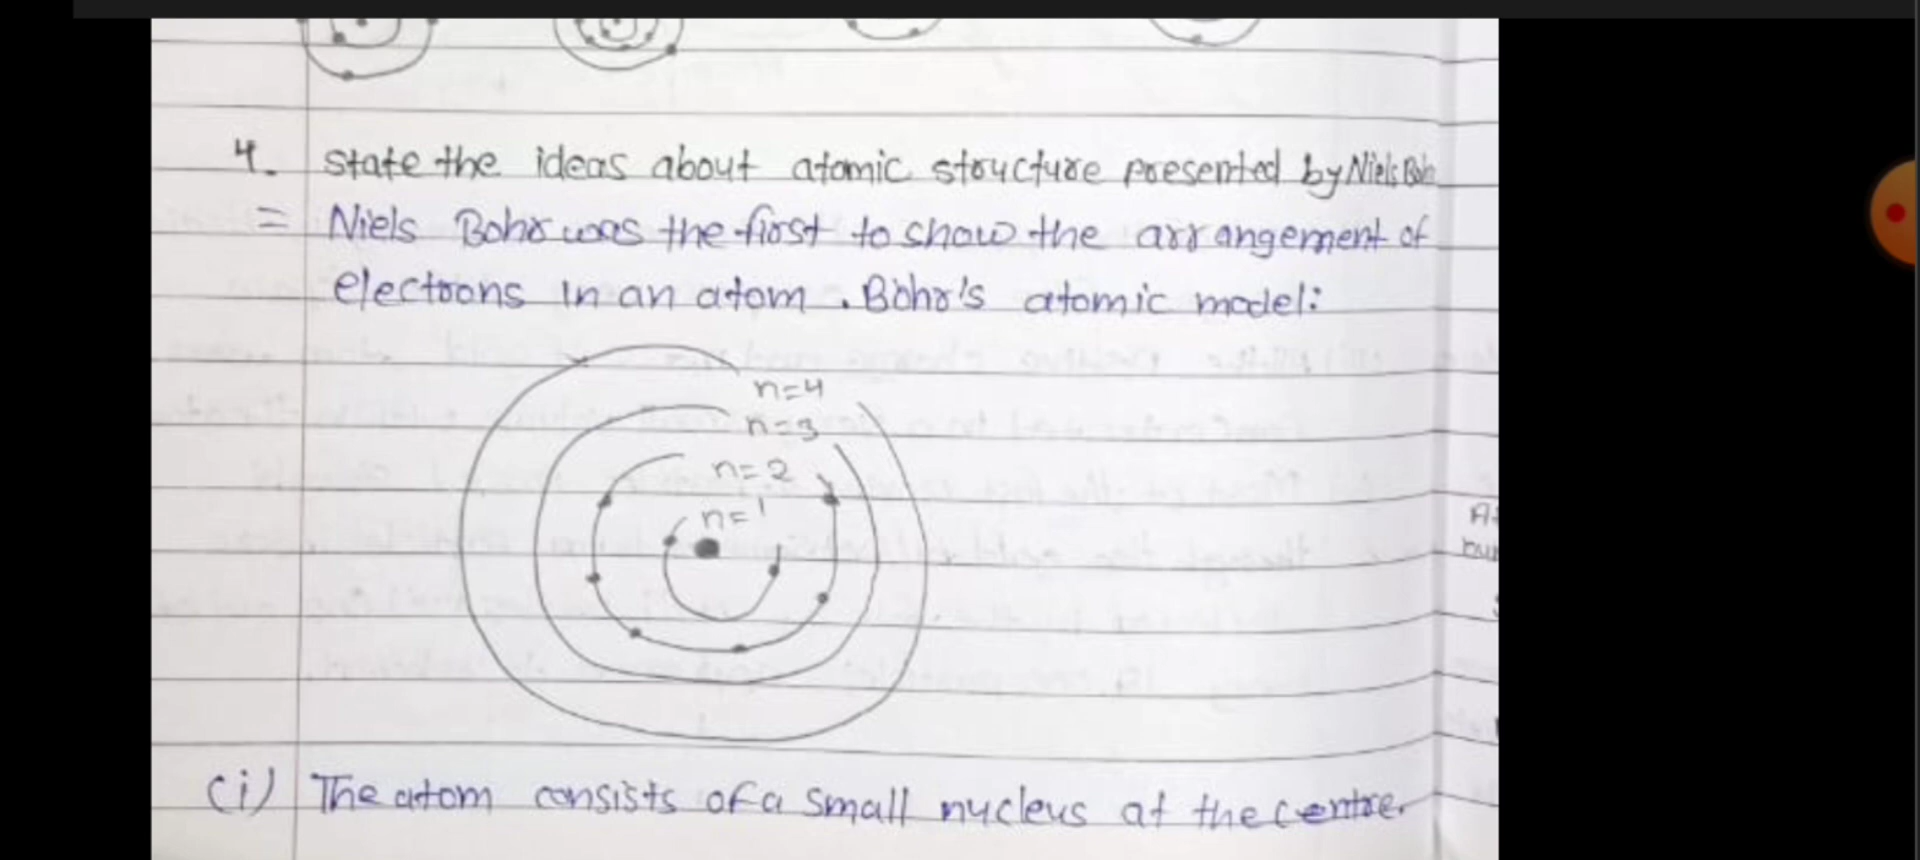 4. State the ideas about atomic structure presented by Niels Bohr
= Niels Bohr was the first to show the arrangement of
electrons in an atom. Bohr's atomic model:
n=4
n=3
n=2
n=1
(i) The atom consists of a small nucleus at the centre.